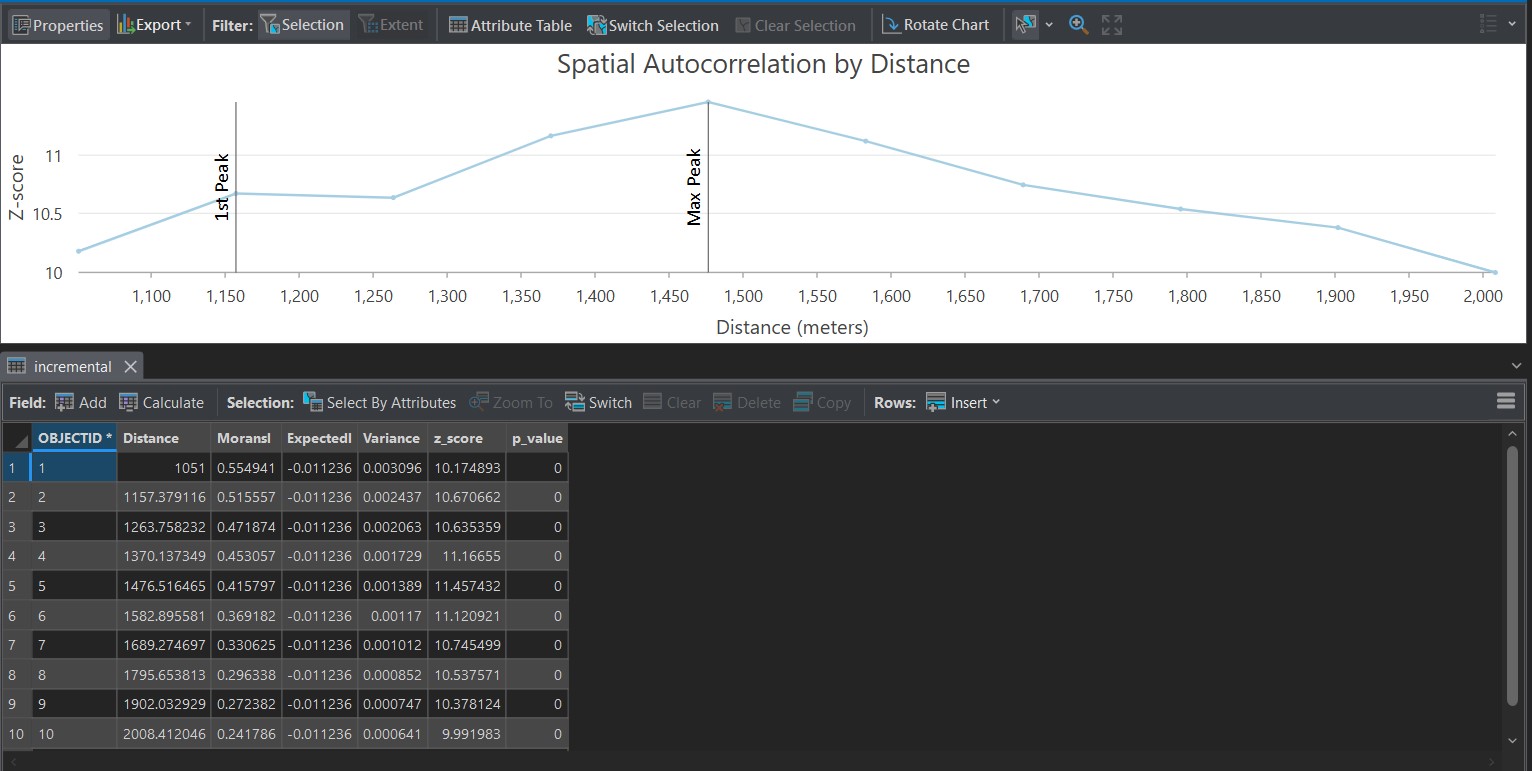 Properties Export Filter: Selection Extent Attribute Table Switch Selection Clear Selection Rotate Chart
Spatial Autocorrelation by Distance
Z-score
11
10.5
10
1st Peak
Max Peak
1,100 1,150 1,200 1,250 1,300 1,350 1,400 1,450 1,500 1,550 1,600 1,650 1,700 1,750 1,800 1,850 1,900 1,950 2,000
Distance (meters)
incremental
Field: Add Calculate Selection: Select By Attributes Zoom To Switch Clear Delete Copy Rows: Insert
OBJECTID * Distance MoransI ExpectedI Variance z_score p_value
1 1 1051 0.554941 -0.011236 0.003096 10.174893 0
2 2 1157.379116 0.515557 -0.011236 0.002437 10.670662 0
3 3 1263.758232 0.471874 -0.011236 0.002063 10.635359 0
4 4 1370.137349 0.453057 -0.011236 0.001729 11.16655 0
5 5 1476.516465 0.415797 -0.011236 0.001389 11.457432 0
6 6 1582.895581 0.369182 -0.011236 0.00117 11.120921 0
7 7 1689.274697 0.330625 -0.011236 0.001012 10.745499 0
8 8 1795.653813 0.296338 -0.011236 0.000852 10.537571 0
9 9 1902.032929 0.272382 -0.011236 0.000747 10.378124 0
10 10 2008.412046 0.241786 -0.011236 0.000641 9.991983 0